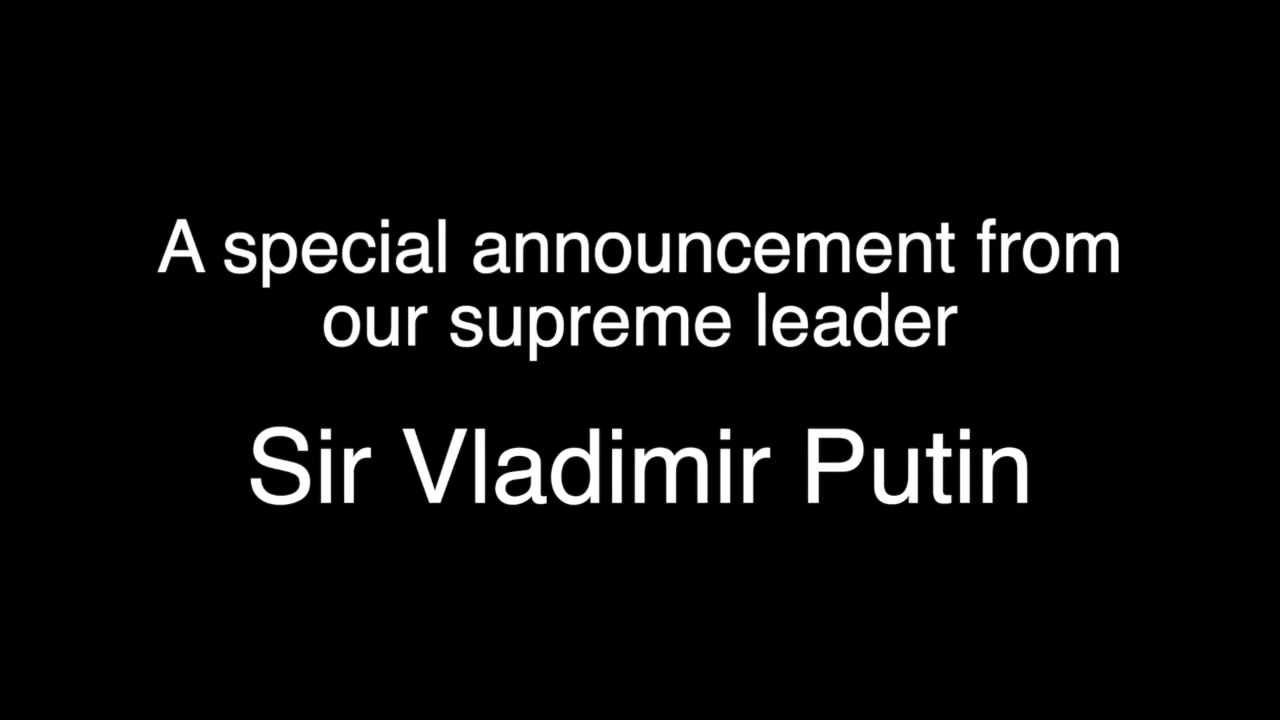 A special announcement from
our supreme leader
Sir Vladimir Putin